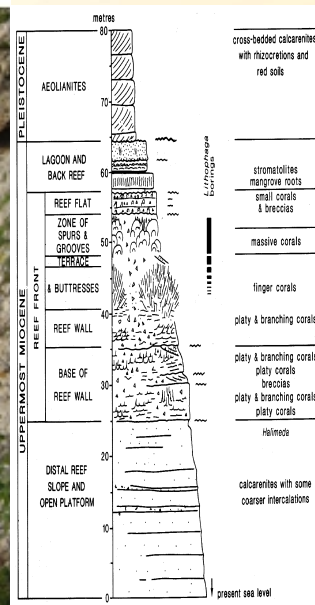 metres
80
70
60
50
40
30
20
10
0
PLEISTOCENE
UPPERMOST MIOCENE
REEF FRONT
AEOLIANITES
LAGOON AND
BACK REEF
REEF FLAT
ZONE OF
SPURS &
GROOVES
TERRACE
& BUTTRESSES
REEF WALL
BASE OF
REEF WALL
DISTAL REEF
SLOPE AND
OPEN PLATFORM
Lithophaga
borings
cross-bedded calcarenites
with rhizocretions and
red soils
stromatolites
mangrove roots
small corals
& breccias
massive corals
finger corals
platy & branching corals
platy & branching corals
platy corals
breccias
platy & branching corals
platy corals
Halimeda
calcarenites with some
coarser intercalations
present sea level